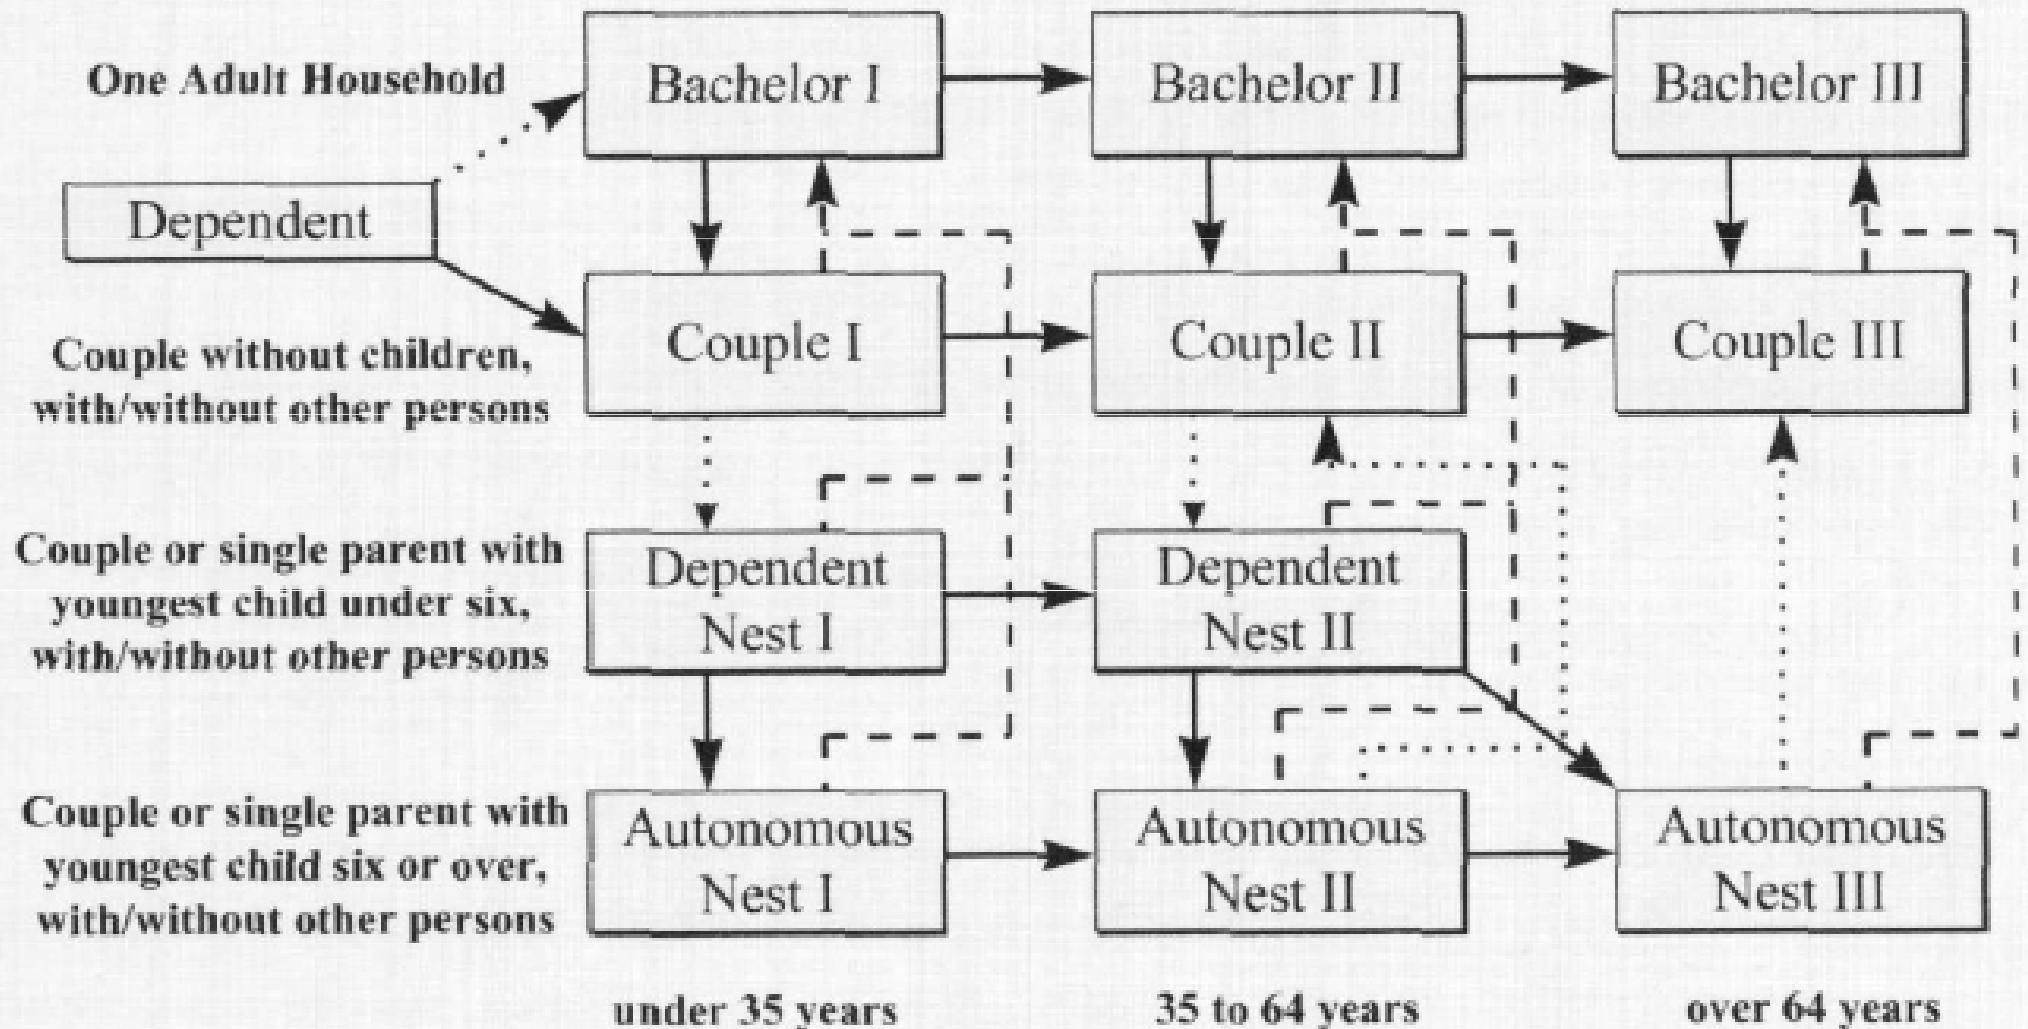 One Adult Household
Bachelor I
Bachelor II
Bachelor III
Dependent
Couple without children,
with/without other persons
Couple I
Couple II
Couple III
Couple or single parent with
youngest child under six,
with/without other persons
Dependent
Nest I
Dependent
Nest II
Couple or single parent with
youngest child six or over,
with/without other persons
Autonomous
Nest I
Autonomous
Nest II
Autonomous
Nest III
under 35 years
35 to 64 years
over 64 years